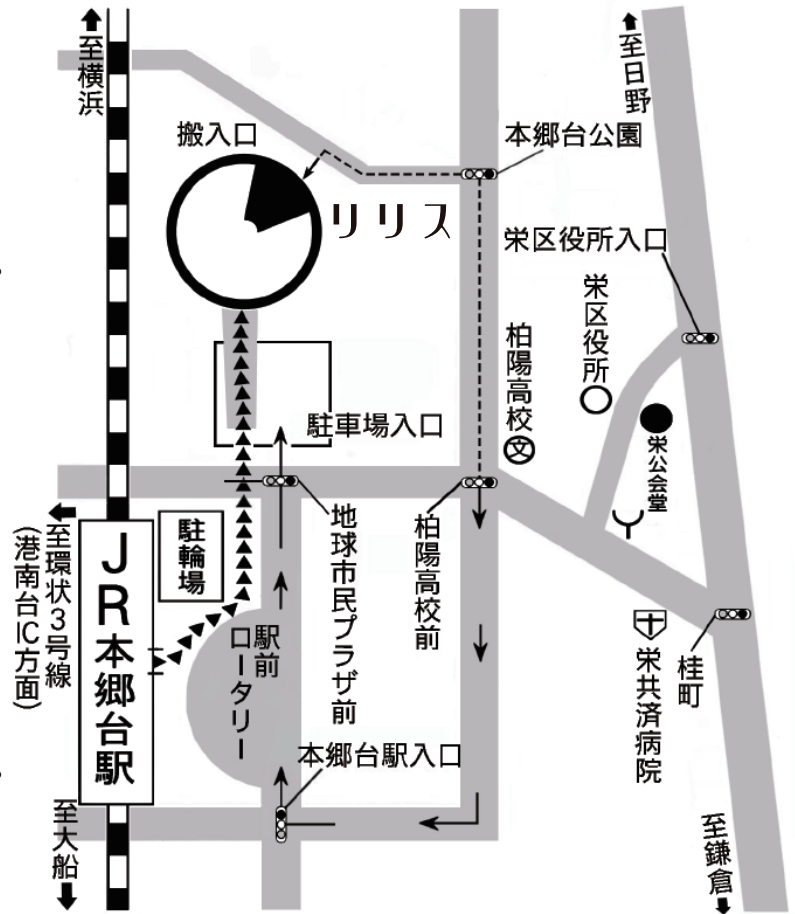 至横浜
至日野
搬入口
本郷台公園
リリス
栄区役所入口
栄区役所
柏陽高校
文
駐車場入口
栄公会堂
至環状3号線
(港南台IC方面)
駐輪場
地球市民プラザ前
柏陽高校前
JR本郷台駅
駅前
ロータリー
桂町
栄共済病院
本郷台駅入口
至大船
至鎌倉